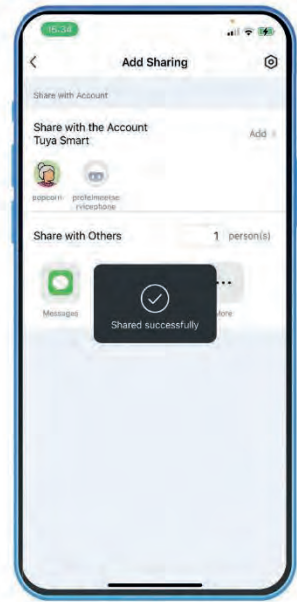 15:34
Add Sharing
Share with Account
Share with the Account
Tuya Smart
Add
popcorn
Share with Others
1 person(s)
Messages
Shared successfully
More